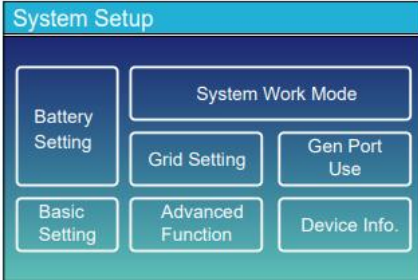 System Setup
Battery
Setting
System Work Mode
Grid Setting
Gen Port
Use
Basic
Setting
Advanced
Function
Device Info.